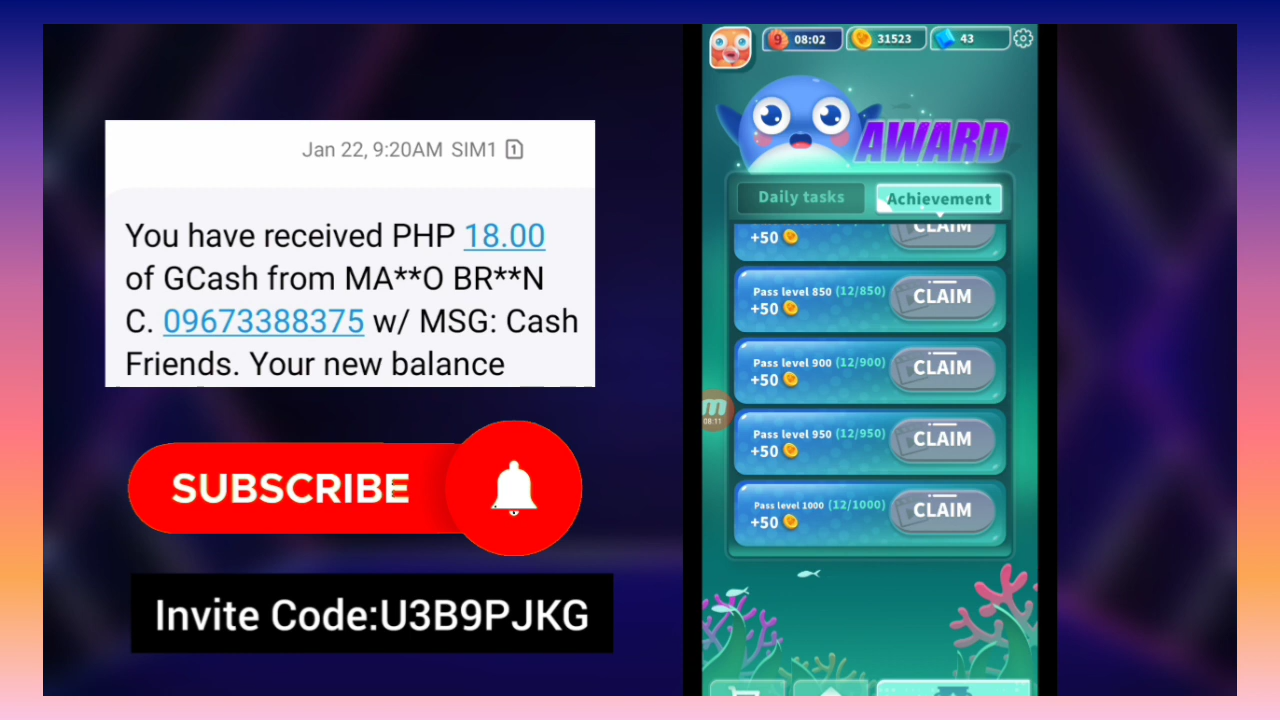 Jan 22, 9:20AM SIM1 1
You have received PHP 18.00
of GCash from MA**O BR**N
C. 09673388375 w/ MSG: Cash
Friends. Your new balance
SUBSCRIBE
Invite Code:U3B9PJKG
9 08:02 31523 43
AWARD
Daily tasks Achievement
+50 CLAIM
Pass level 850 (12/850)
+50 CLAIM
Pass level 900 (12/900)
+50 CLAIM
Pass level 950 (12/950)
+50 CLAIM
Pass level 1000 (12/1000)
+50 CLAIM
m
08:11